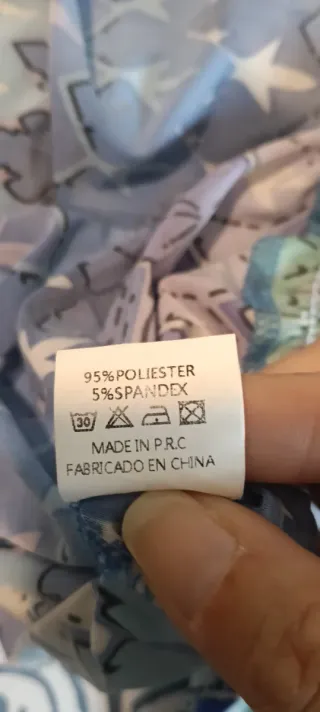 95%POLIESTER
5%SPANDEX
30
MADE IN P.R.C
FABRICADO EN CHINA